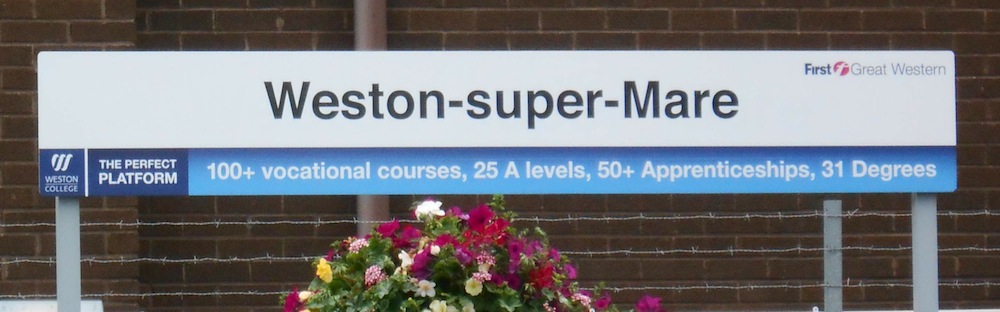 First Great Western
Weston-super-Mare
WESTON
COLLEGE
THE PERFECT
PLATFORM
100+ vocational courses, 25 A levels, 50+ Apprenticeships, 31 Degrees